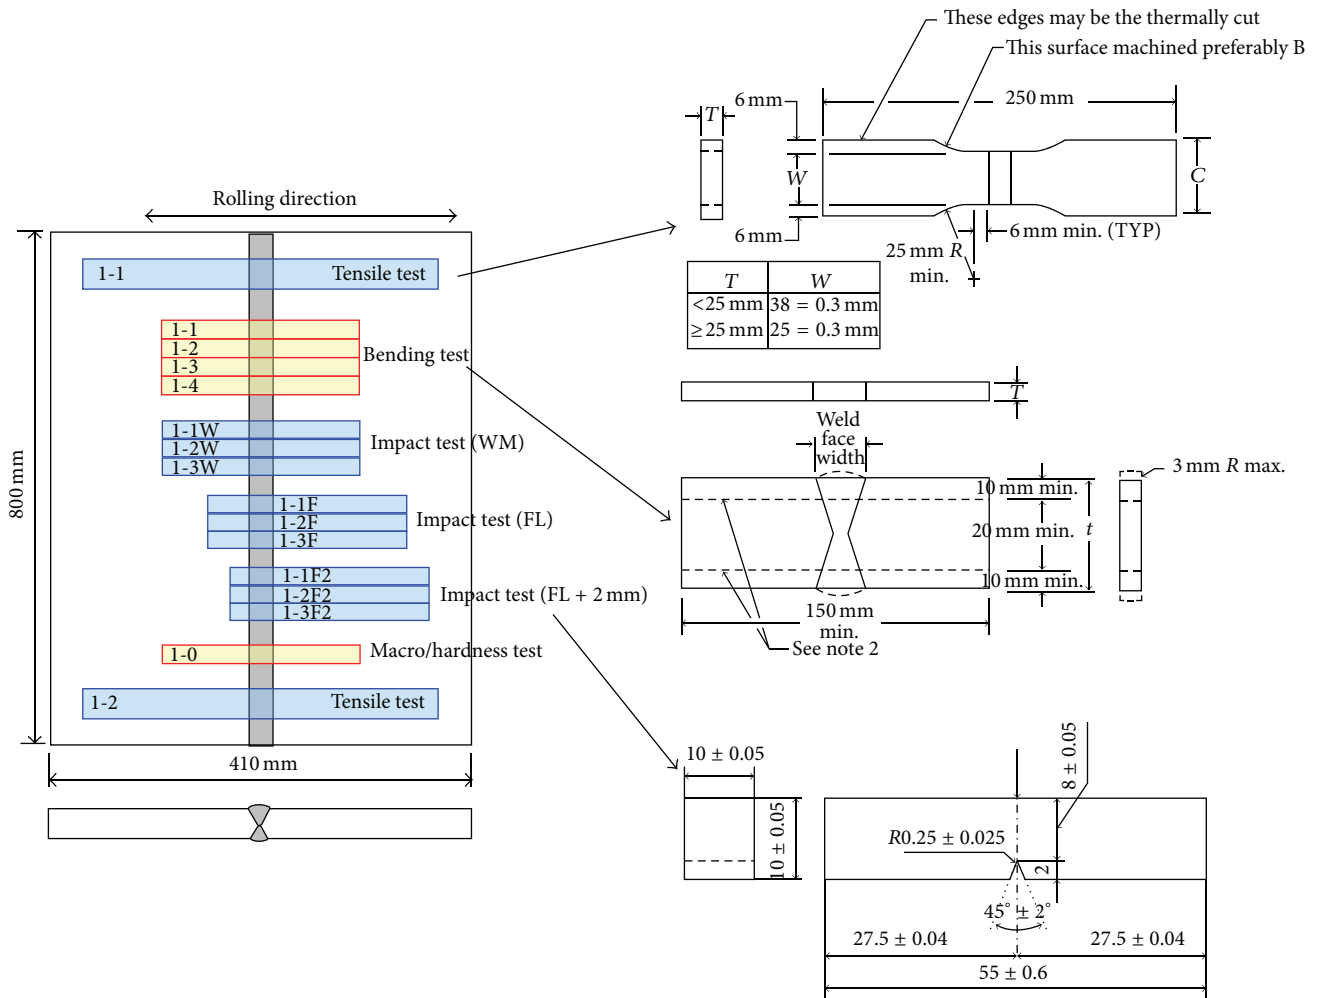 Rolling direction
1-1 Tensile test
1-1
1-2
1-3
1-4
Bending test
1-1W
1-2W
1-3W
Impact test (WM)
1-1F
1-2F
1-3F
Impact test (FL)
1-1F2
1-2F2
1-3F2
Impact test (FL + 2 mm)
1-0
Macro/hardness test
1-2 Tensile test
800 mm
410 mm
These edges may be the thermally cut
This surface machined preferably B
T
6 mm
250 mm
W
C
6 mm
6 mm min. (TYP)
25 mm R
min.
T W
<25 mm 38 = 0.3 mm
≥25 mm 25 = 0.3 mm
T
Weld
face
width
3 mm R max.
10 mm min.
20 mm min.
t
10 mm min.
150 mm
min.
See note 2
10 ± 0.05
10 ± 0.05
8 ± 0.05
R0.25 ± 0.025
2
45° ± 2°
27.5 ± 0.04
27.5 ± 0.04
55 ± 0.6